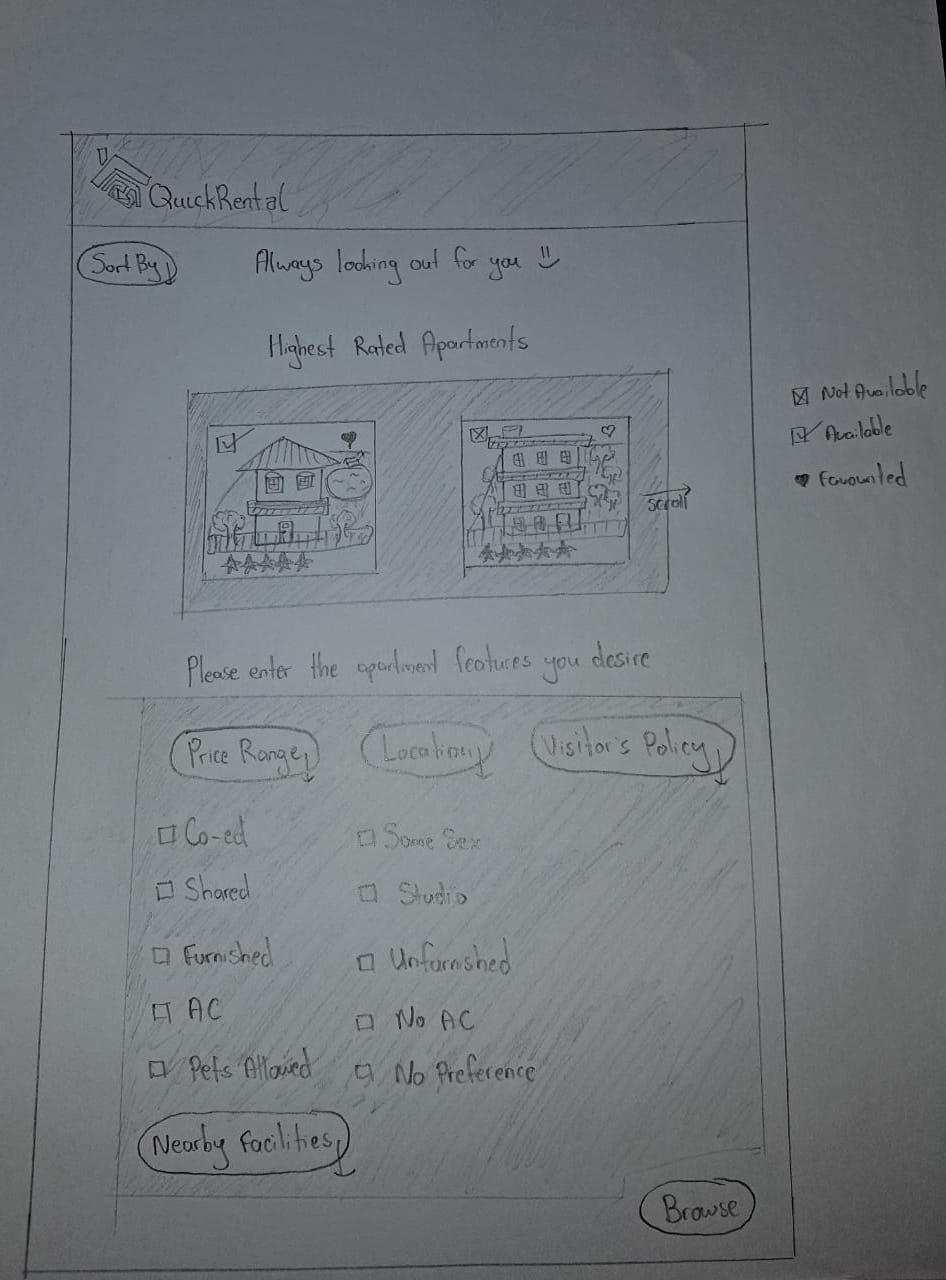 QuickRental
Sort By
Always looking out for you
Highest Rated Apartments
Not Available
Available
Favourited
scroll
Please enter the apartment features you desire
Price Range
Location
Visitor's Policy
Co-ed
Same Sex
Shared
Studio
Furnished
Unfurnished
AC
No AC
Pets Allowed
No Preference
Nearby Facilities
Browse